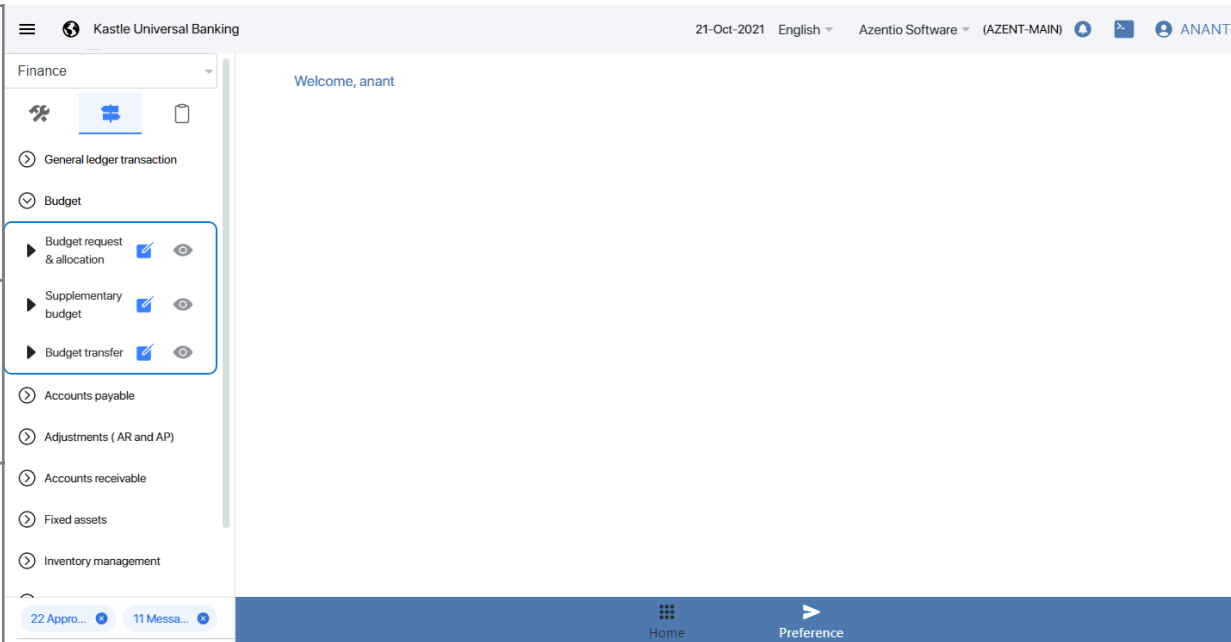 Kastle Universal Banking
21-Oct-2021 English Azentio Software (AZENT-MAIN) ANANT
Finance
Welcome, anant
General ledger transaction
Budget
Budget request
& allocation
Supplementary
budget
Budget transfer
Accounts payable
Adjustments ( AR and AP)
Accounts receivable
Fixed assets
Inventory management
22 Appro... 11 Messa...
Home
Preference